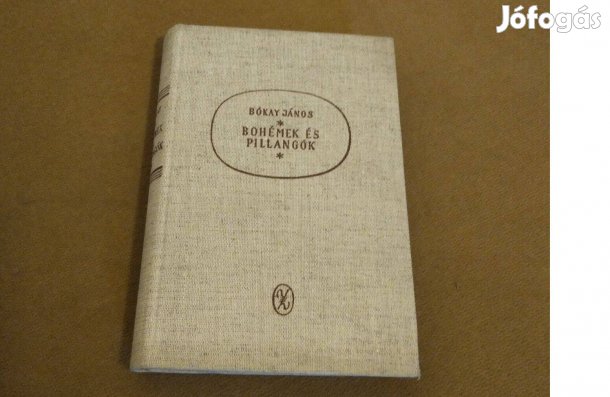 Jófogás
BÓKAY JÁNOS
*
BOHÉMEK ÉS
PILLANGÓK
*